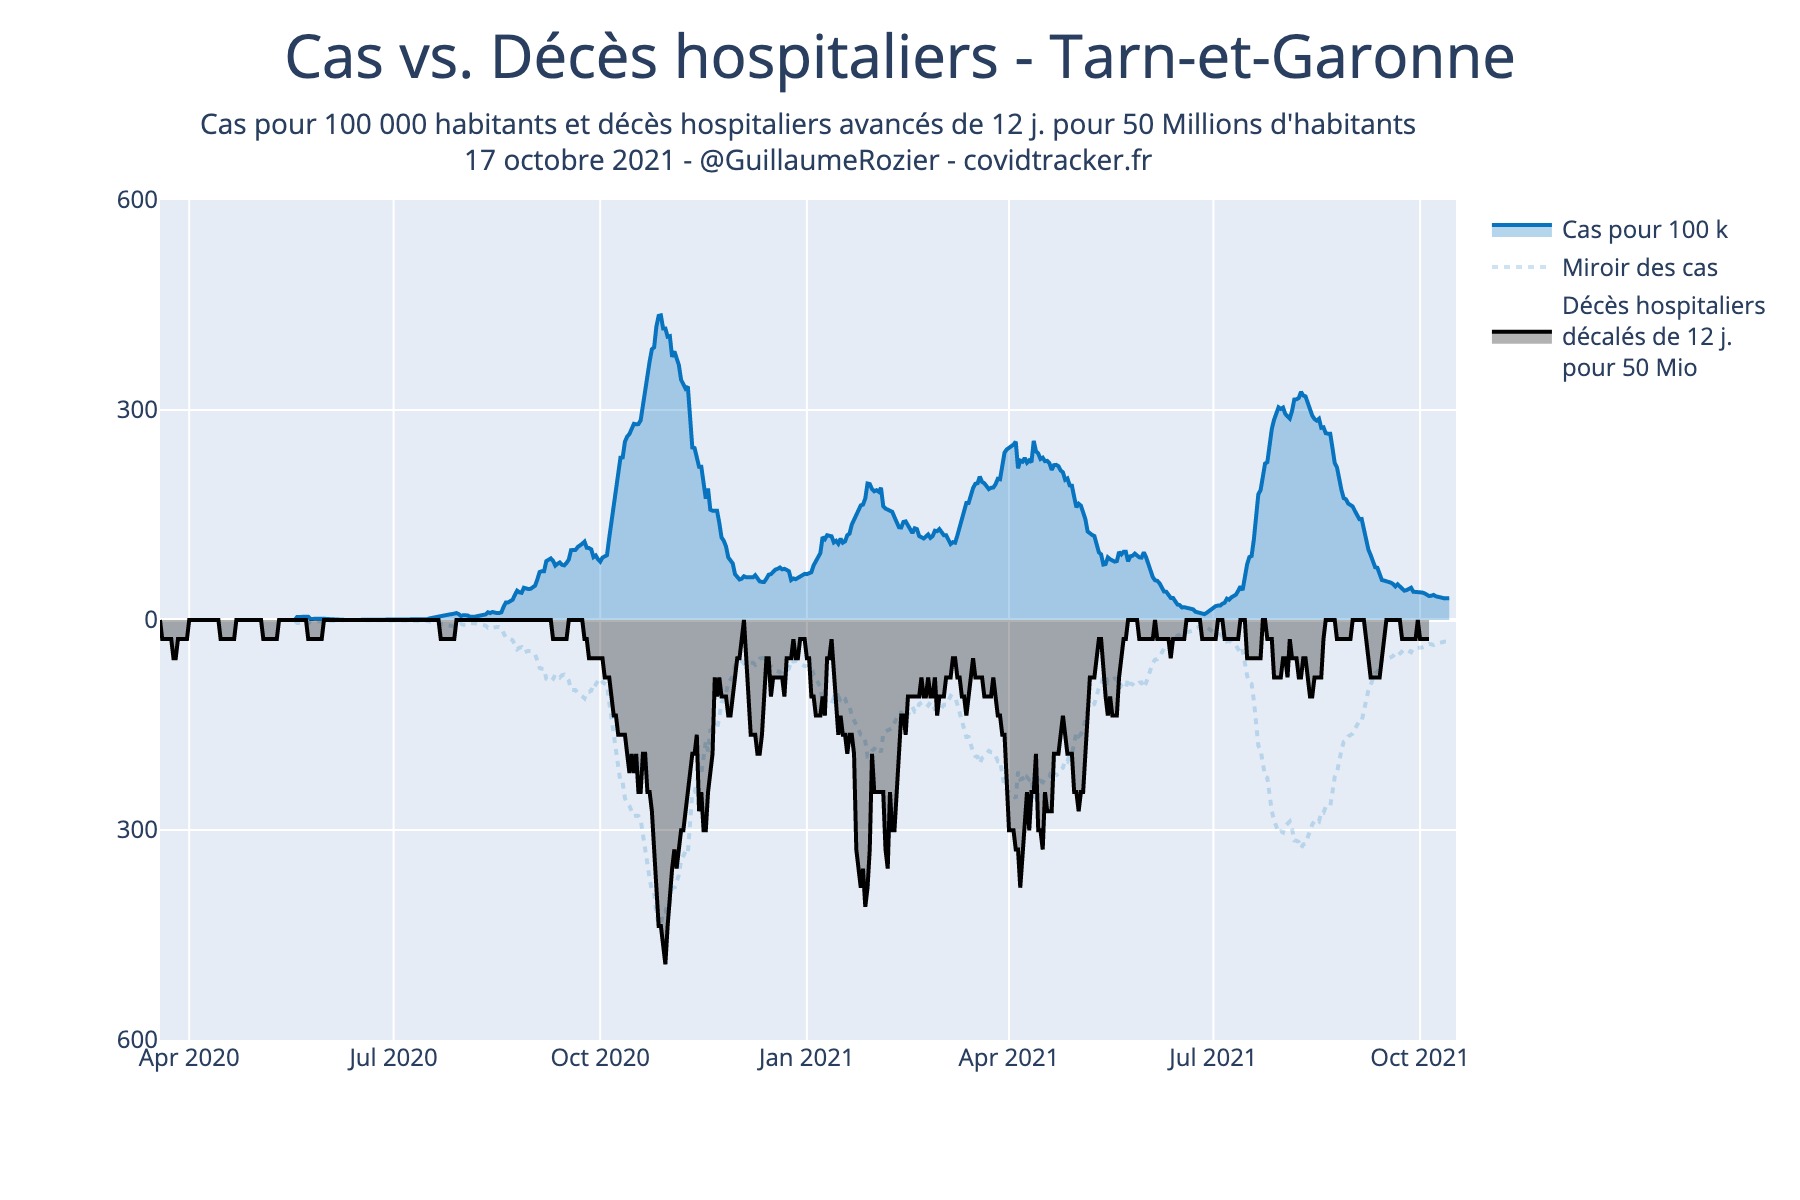 Cas vs. Décès hospitaliers - Tarn-et-Garonne
Cas pour 100 000 habitants et décès hospitaliers avancés de 12 j. pour 50 Millions d'habitants
17 octobre 2021 - @GuillaumeRozier - covidtracker.fr
600
300
0
300
600
Apr 2020
Jul 2020
Oct 2020
Jan 2021
Apr 2021
Jul 2021
Oct 2021
Cas pour 100 k
Miroir des cas
Décès hospitaliers
décalés de 12 j.
pour 50 Mio